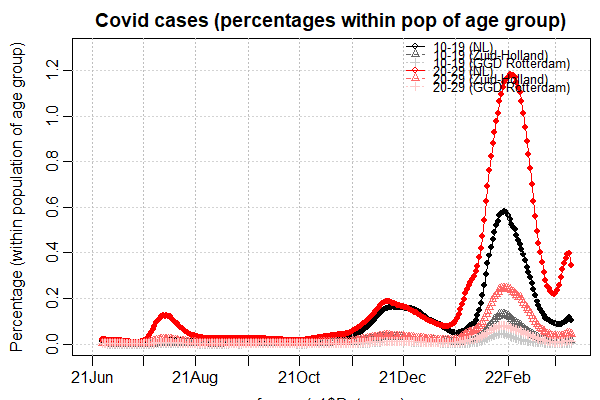 Covid cases (percentages within pop of age group)
10-19 (NL)
10-19 (Zuid-Holland)
10-19 (GGD Rotterdam)
20-29 (NL)
20-29 (Zuid-Holland)
20-29 (GGD Rotterdam)
Percentage (within population of age group)
1.2
1.0
0.8
0.6
0.4
0.2
0.0
21Jun 21Aug 21Oct 21Dec 22Feb